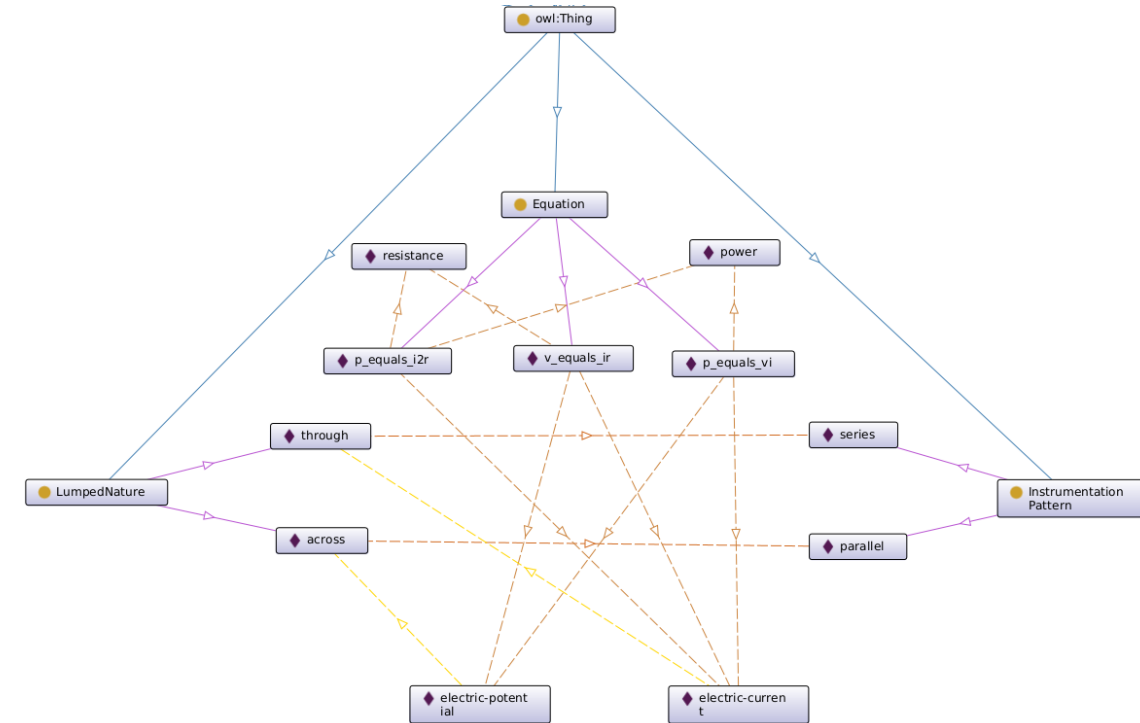 owl:Thing
Equation
resistance
power
p_equals_i2r
v_equals_ir
p_equals_vi
through
series
LumpedNature
Instrumentation
Pattern
across
parallel
electric-potent
ial
electric-curren
t